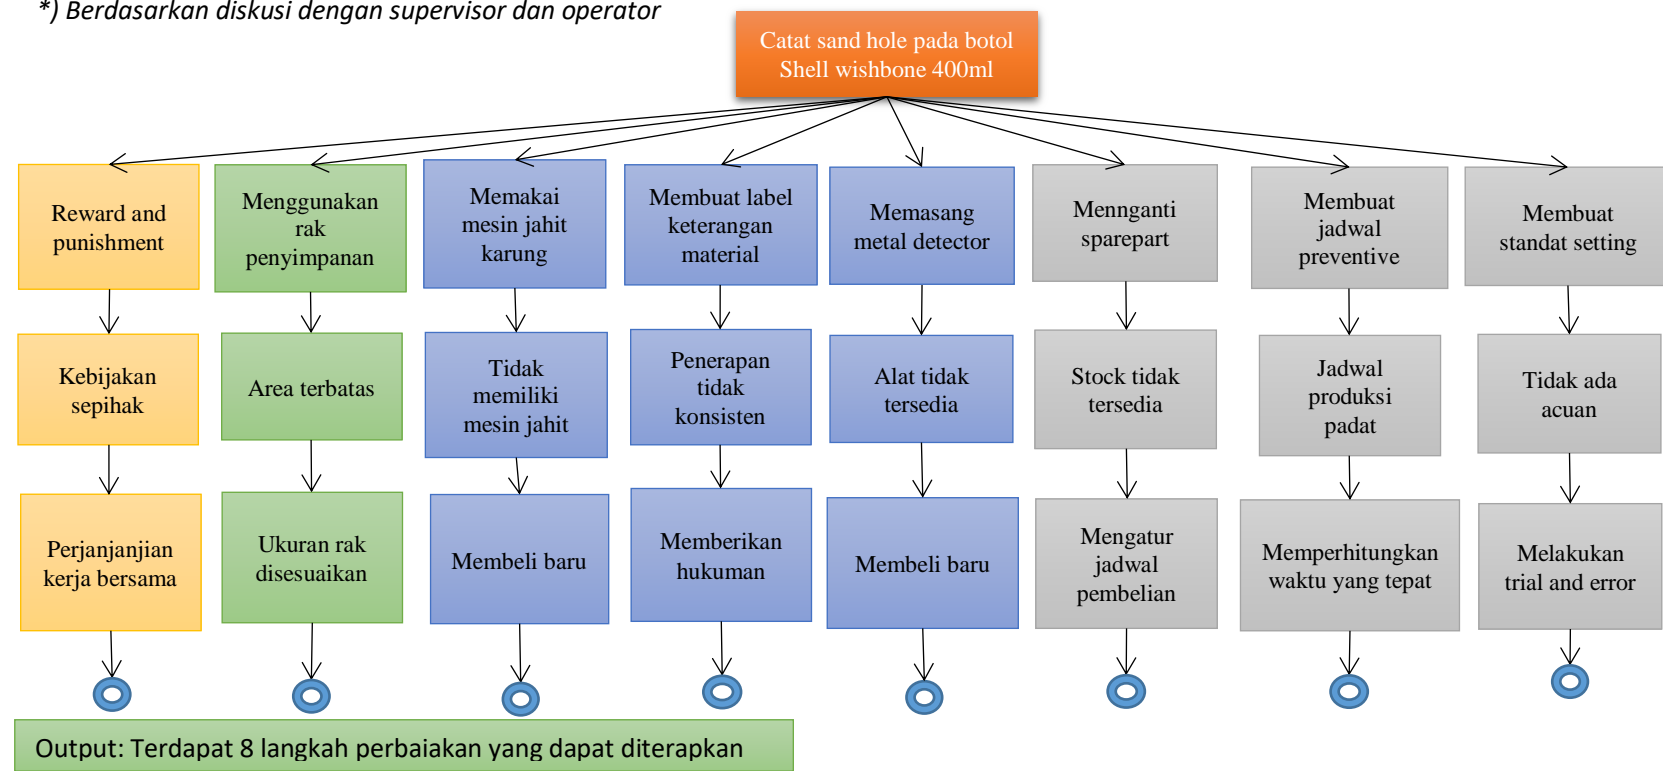 *) Berdasarkan diskusi dengan supervisor dan operator
Catat sand hole pada botol
Shell wishbone 400ml
Reward and
punishment
Menggunakan
rak
penyimpanan
Memakai
mesin jahit
karung
Membuat label
keterangan
material
Memasang
metal detector
Mennganti
sparepart
Membuat
jadwal
preventive
Membuat
standat setting
Kebijakan
sepihak
Area terbatas
Tidak
memiliki
mesin jahit
Penerapan
tidak
konsisten
Alat tidak
tersedia
Stock tidak
tersedia
Jadwal
produksi
padat
Tidak ada
acuan
Perjanjanjian
kerja bersama
Ukuran rak
disesuaikan
Membeli baru
Memberikan
hukuman
Membeli baru
Mengatur
jadwal
pembelian
Memperhitungkan
waktu yang tepat
Melakukan
trial and error
Output: Terdapat 8 langkah perbaiakan yang dapat diterapkan